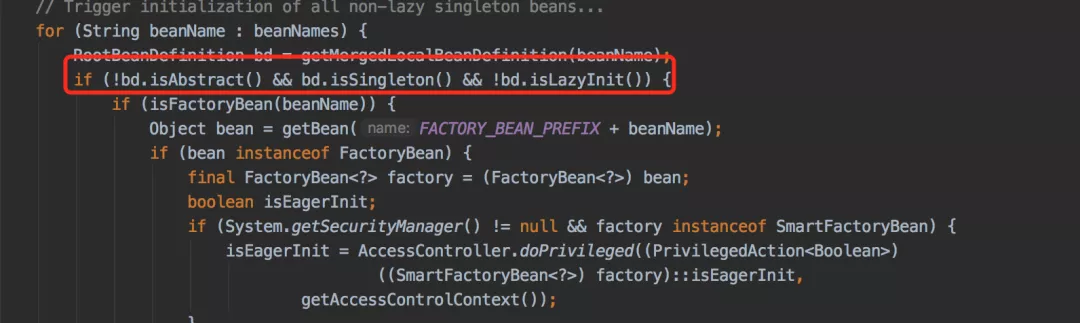 // Trigger initialization of all non-lazy singleton beans...
for (String beanName : beanNames) {
RootBeanDefinition bd = getMergedLocalBeanDefinition(beanName);
if (!bd.isAbstract() && bd.isSingleton() && !bd.isLazyInit()) {
if (isFactoryBean(beanName)) {
Object bean = getBean( name: FACTORY_BEAN_PREFIX + beanName);
if (bean instanceof FactoryBean) {
final FactoryBean<?> factory = (FactoryBean<?>) bean;
boolean isEagerInit;
if (System.getSecurityManager() != null && factory instanceof SmartFactoryBean) {
isEagerInit = AccessController.doPrivileged((PrivilegedAction<Boolean>)
((SmartFactoryBean<?>) factory)::isEagerInit,
getAccessControlContext());
}